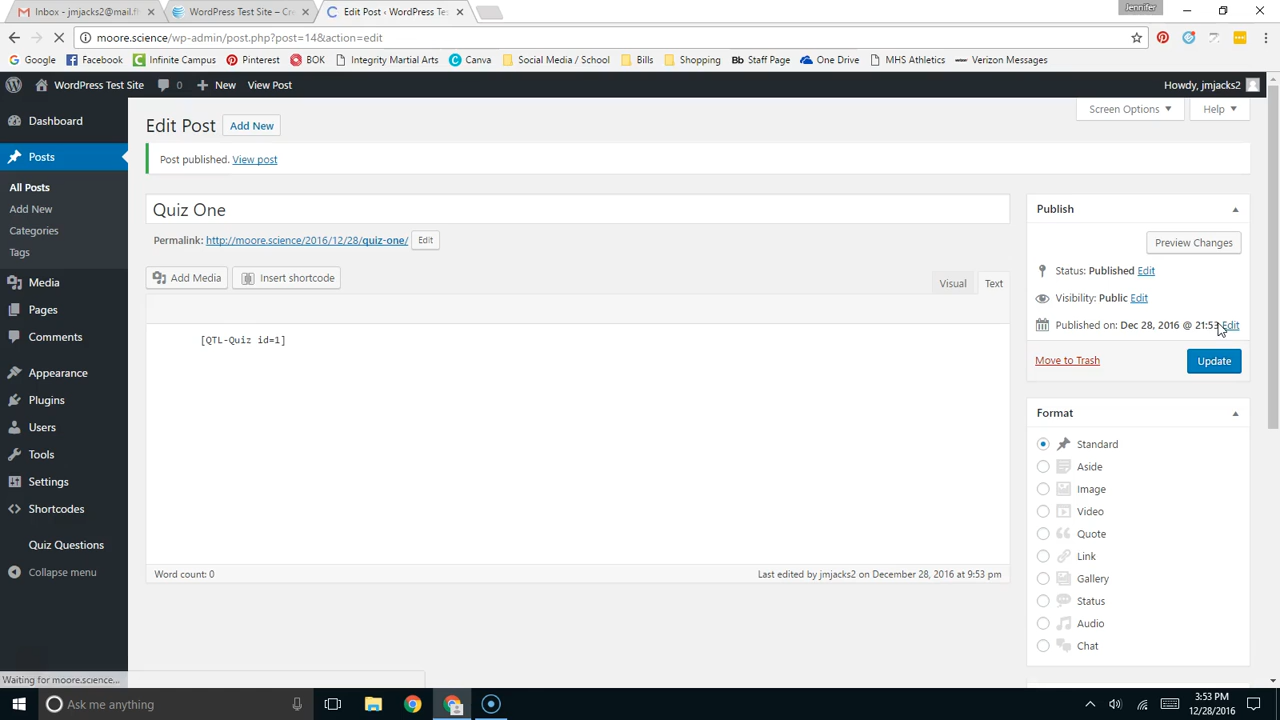 Inbox - jmjacks2@mail.fh
WordPress Test Site – Cre
Edit Post ‹ WordPress Tes
Jennifer
moore.science/wp-admin/post.php?post=14&action=edit
Google
Facebook
Infinite Campus
Pinterest
BOK
Integrity Martial Arts
Canva
Social Media / School
Bills
Shopping
Bb Staff Page
One Drive
MHS Athletics
Verizon Messages
WordPress Test Site
0
New
View Post
Howdy, jmjacks2
Dashboard
Posts
All Posts
Add New
Categories
Tags
Media
Pages
Comments
Appearance
Plugins
Users
Tools
Settings
Shortcodes
Quiz Questions
Collapse menu
Screen Options
Help
Edit Post
Add New
Post published. View post
Quiz One
Permalink: http://moore.science/2016/12/28/quiz-one/ Edit
Add Media
Insert shortcode
Visual
Text
[QTL-Quiz id=1]
Word count: 0
Last edited by jmjacks2 on December 28, 2016 at 9:53 pm
Publish
Preview Changes
Status: Published Edit
Visibility: Public Edit
Published on: Dec 28, 2016 @ 21:53 Edit
Move to Trash
Update
Format
Standard
Aside
Image
Video
Quote
Link
Gallery
Status
Audio
Chat
Waiting for moore.science...
Ask me anything
3:53 PM
12/28/2016